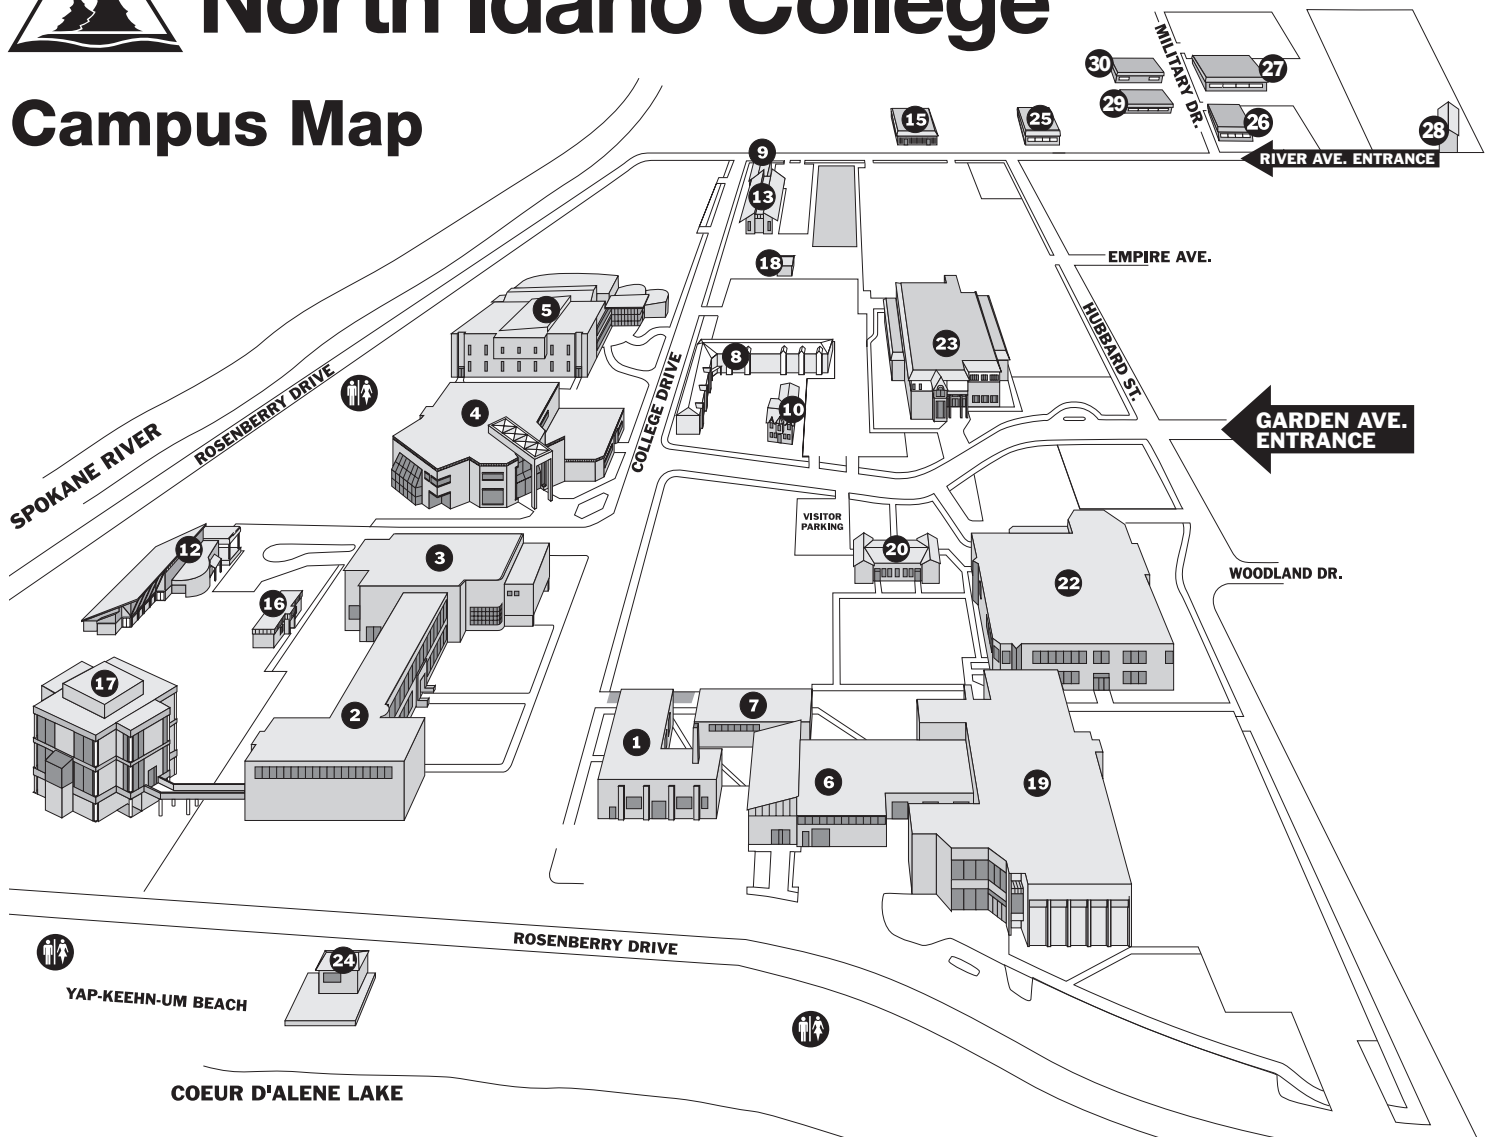 North Idaho College
Campus Map
MILITARY DR.
30
27
29
15
25
26
28
9
RIVER AVE. ENTRANCE
13
18
EMPIRE AVE.
5
HUBBARD ST.
23
8
COLLEGE DRIVE
ROSENBERRY DRIVE
4
10
GARDEN AVE.
ENTRANCE
SPOKANE RIVER
VISITOR
PARKING
12
3
20
22
WOODLAND DR.
16
17
2
7
1
6
19
ROSENBERRY DRIVE
24
YAP-KEEHN-UM BEACH
COEUR D'ALENE LAKE